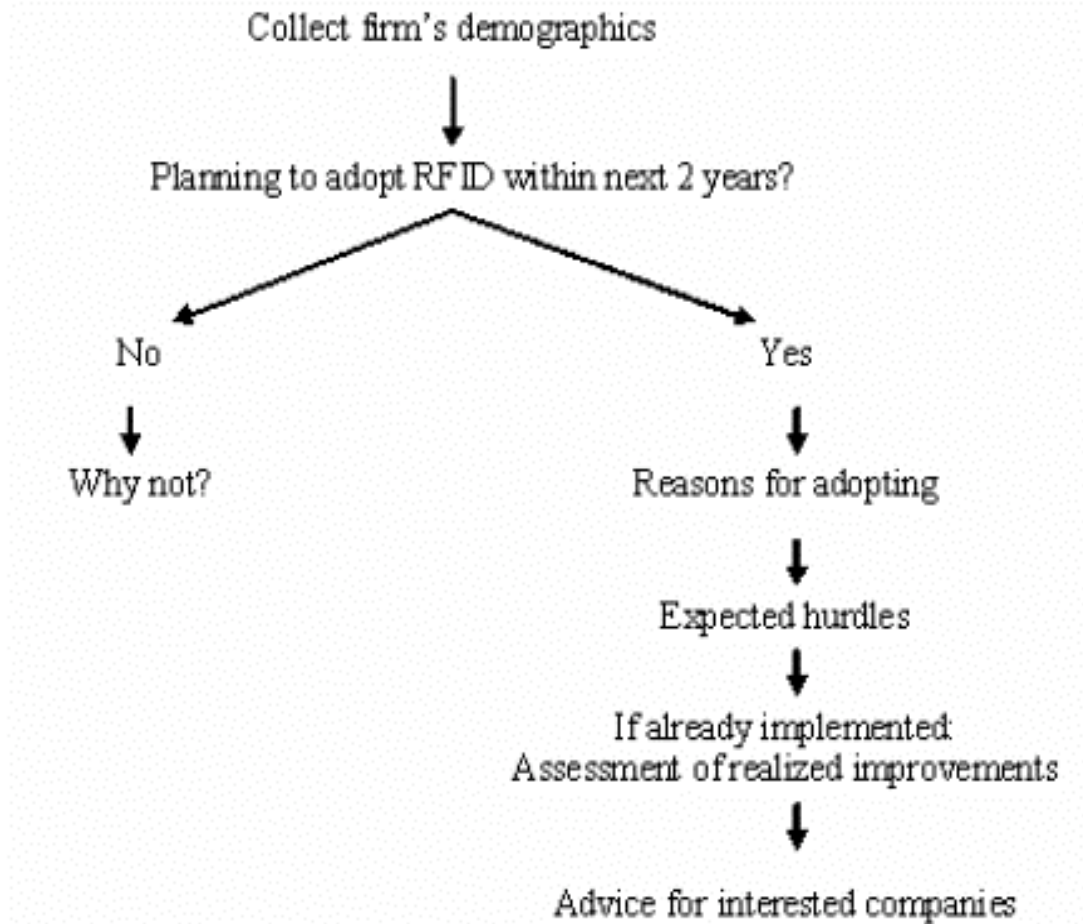 Collect firm's demographics
Planning to adopt RFID within next 2 years?
No
Yes
Why not?
Reasons for adopting
Expected hurdles
If already implemented:
Assessment of realized improvements
Advice for interested companies